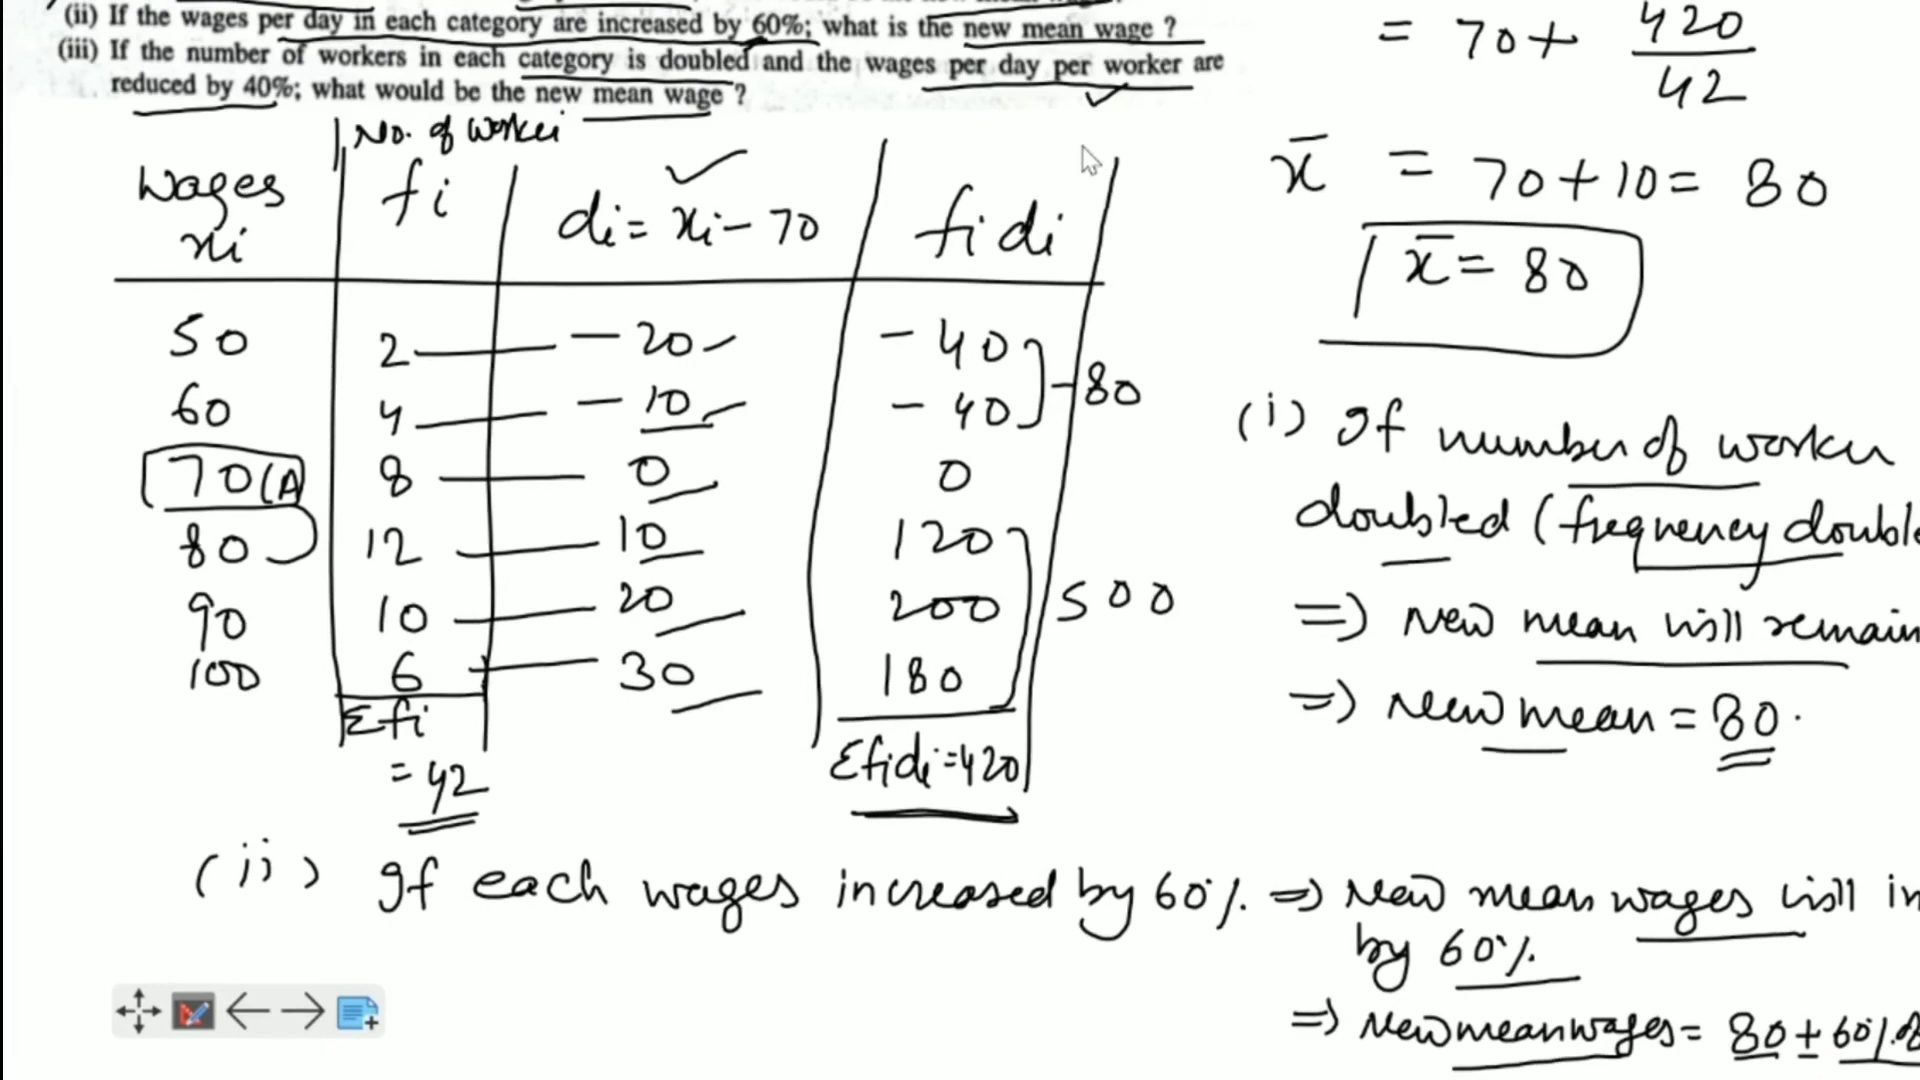 (ii) If the wages per day in each category are increased by 60%; what is the new mean wage ?
(iii) If the number of workers in each category is doubled and the wages per day per worker are
reduced by 40%; what would be the new mean wage ?
= 70 + 420/42
x̄ = 70 + 10 = 80
x̄ = 80
No. of worker
Wages xi | fi | di = xi - 70 | fidi
50 | 2 | -20 | -40
60 | 4 | -10 | -40
-80
70 (A) | 8 | 0 | 0
80 | 12 | 10 | 120
90 | 10 | 20 | 200
500
100 | 6 | 30 | 180
Σfi = 42
Σfidi = 420
(i) If number of worker
doubled (frequency double
=> New mean will remain
=> New mean = 80.
(ii) If each wages increased by 60% => New mean wages will in
by 60%
=> New mean wages = 80 + 60%